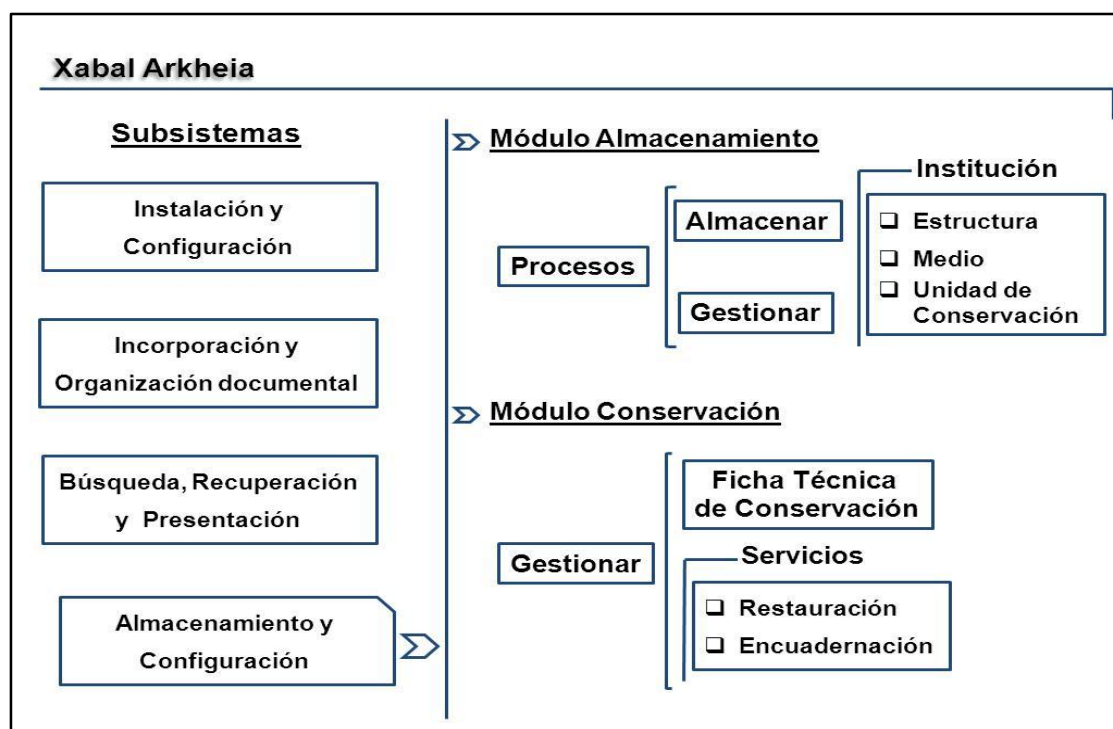 Xabal Arkheia
Subsistemas
Instalación y
Configuración
Incorporación y
Organización documental
Búsqueda, Recuperación
y Presentación
Almacenamiento y
Configuración
Módulo Almacenamiento
Procesos
Almacenar
Gestionar
Institución
Estructura
Medio
Unidad de
Conservación
Módulo Conservación
Gestionar
Ficha Técnica
de Conservación
Servicios
Restauración
Encuadernación